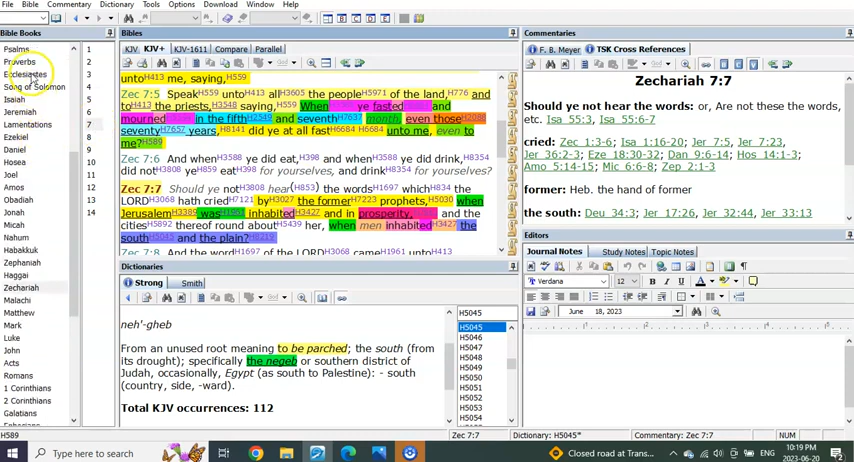 File View Bible Commentary Dictionary Tools Options Download Window Help
Bible Books
Psalms
Proverbs
Ecclesiastes
Song of Solomon
Isaiah
Jeremiah
Lamentations
Ezekiel
Daniel
Hosea
Joel
Amos
Obadiah
Jonah
Micah
Nahum
Habakkuk
Zephaniah
Haggai
Zechariah
Malachi
Matthew
Mark
Luke
John
Acts
Romans
1 Corinthians
2 Corinthians
Galatians
1
2
3
4
5
6
7
8
9
10
11
12
13
14
Bibles
KJV KJV+ KJV-1611 Compare Parallel
unto H413 me, saying, H559
Zec 7:5 Speak H559 unto H413 all H3605 the people H5971 of the land, H776 and
to H413 the priests, H3548 saying, H559 When ye fasted and
mourned in the fifth H2549 and seventh month, even those H2088
seventy H7657 years, H8141 did ye at all fast H6684 H6684 unto me, even to
me? H589
Zec 7:6 And when H3588 ye did eat, H398 and when H3588 ye did drink, H8354
did not H3808 ye H859 eat H398 for yourselves, and drink H8354 for yourselves?
Zec 7:7 Should ye not H3808 hear(H853) the words H1697 which H834 the
LORD H3068 hath cried H7121 by H3027 the former H7223 prophets, H5030 when
Jerusalem H3389 was H1961 inhabited H3427 and in prosperity, and the
cities H5892 thereof round about H5439 her, when men inhabited H3427 the
south H5045 and the plain? H8219
Zec 7:8 And the word H1697 of the LORD H3068 came H1961 unto H413
Dictionaries
Strong Smith
neh'-gheb
From an unused root meaning to be parched; the south (from
its drought); specifically the negeb or southern district of
Judah, occasionally, Egypt (as south to Palestine): - south
(country, side, -ward).
Total KJV occurrences: 112
H5045
H5045
H5046
H5047
H5048
H5049
H5050
H5051
H5052
H5053
H5054
Commentaries
F. B. Meyer TSK Cross References
Zechariah 7:7
Should ye not hear the words: or, Are not these the words,
etc. Isa 55:3, Isa 55:6-7
cried: Zec 1:3-6; Isa 1:16-20; Jer 7:5, Jer 7:23,
Jer 36:2-3; Eze 18:30-32; Dan 9:6-14; Hos 14:1-3;
Amo 5:14-15; Mic 6:6-8; Zep 2:1-3
former: Heb. the hand of former
the south: Deu 34:3; Jer 17:26, Jer 32:44, Jer 33:13
Editors
Journal Notes Study Notes Topic Notes
Verdana 12 B I U A
June 18, 2023
H589 Zec 7:7 Dictionary: H5045* Commentary: Zec 7:7 NUM
Type here to search
Closed road at Trans... ENG 10:19 PM 2023-06-20 2